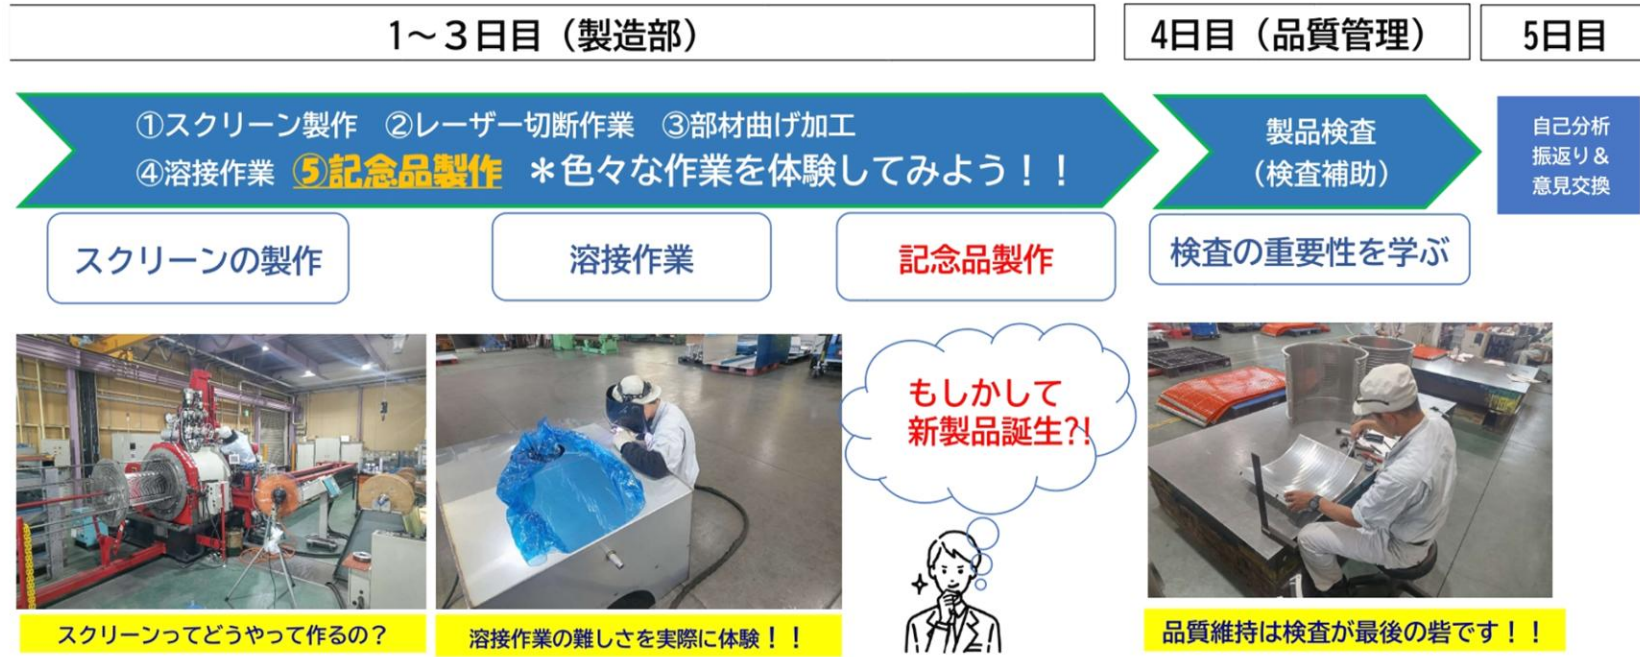 1～3日目（製造部）
4日目（品質管理）
5日目
①スクリーン製作　②レーザー切断作業　③部材曲げ加工
④溶接作業　⑤記念品製作　＊色々な作業を体験してみよう！！
製品検査
（検査補助）
自己分析
振返り＆
意見交換
スクリーンの製作
溶接作業
記念品製作
検査の重要性を学ぶ
もしかして
新製品誕生?!
スクリーンってどうやって作るの？
溶接作業の難しさを実際に体験！！
品質維持は検査が最後の砦です！！